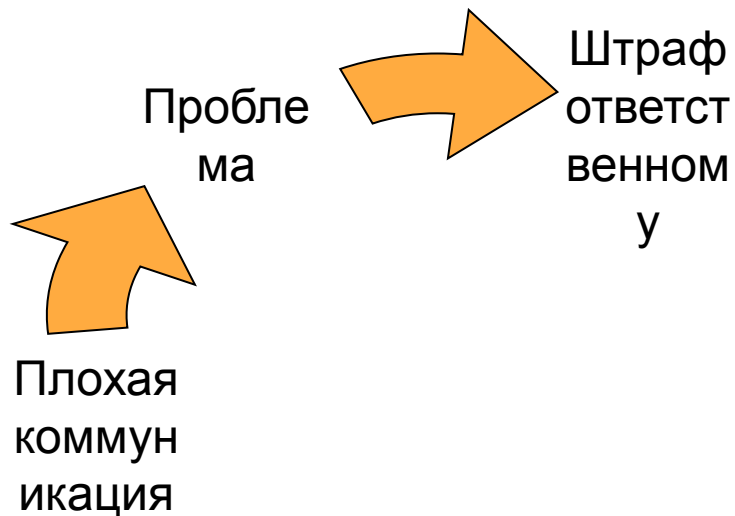 Пробле
ма
Штраф
ответст
венном
у
Плохая
коммун
икация